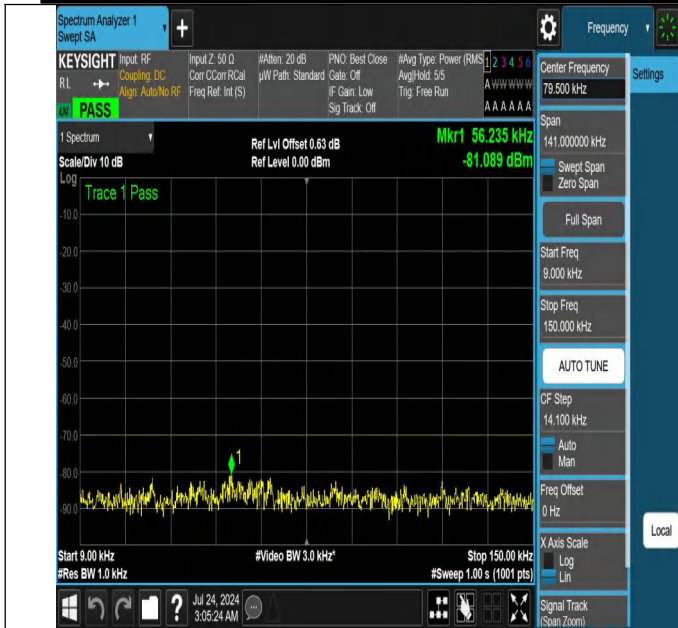 Spectrum Analyzer 1
Swept SA
+
Frequency
KEYSIGHT
RL
LXI
PASS
Input: RF
Coupling: DC
Align: Auto/No RF
Input Z: 50 Ω
Corr CCorr RCal
Freq Ref: Int (S)
#Atten: 20 dB
µW Path: Standard
PNO: Best Close
Gate: Off
IF Gain: Low
Sig Track: Off
#Avg Type: Power (RMS
Avg|Hold: 5/5
Trig: Free Run
1 2 3 4 5 6
A W W W W W
A A A A A A
1 Spectrum
Scale/Div 10 dB
Ref Lvl Offset 0.63 dB
Ref Level 0.00 dBm
Mkr1 56.235 kHz
-81.089 dBm
Log
Trace 1 Pass
-10.0
-20.0
-30.0
-40.0
-50.0
-60.0
-70.0
-80.0
-90.0
1
Start 9.00 kHz
#Res BW 1.0 kHz
#Video BW 3.0 kHz*
Stop 150.00 kHz
#Sweep 1.00 s (1001 pts)
?
Jul 24, 2024
3:05:24 AM
Center Frequency
79.500 kHz
Settings
Span
141.000000 kHz
Swept Span
Zero Span
Full Span
Start Freq
9.000 kHz
Stop Freq
150.000 kHz
AUTO TUNE
CF Step
14.100 kHz
Auto
Man
Freq Offset
0 Hz
X Axis Scale
Log
Lin
Local
Signal Track
(Span Zoom)